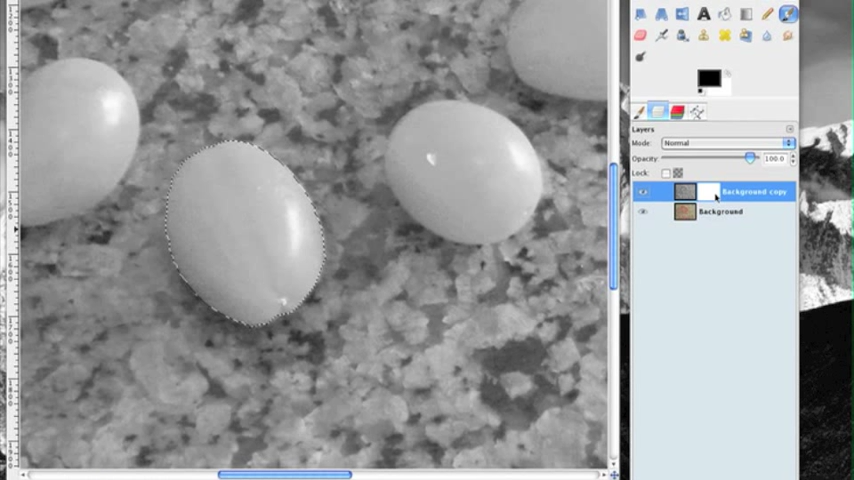 Layers
Mode: Normal
Opacity: 100.0
Lock:
Background copy
Background